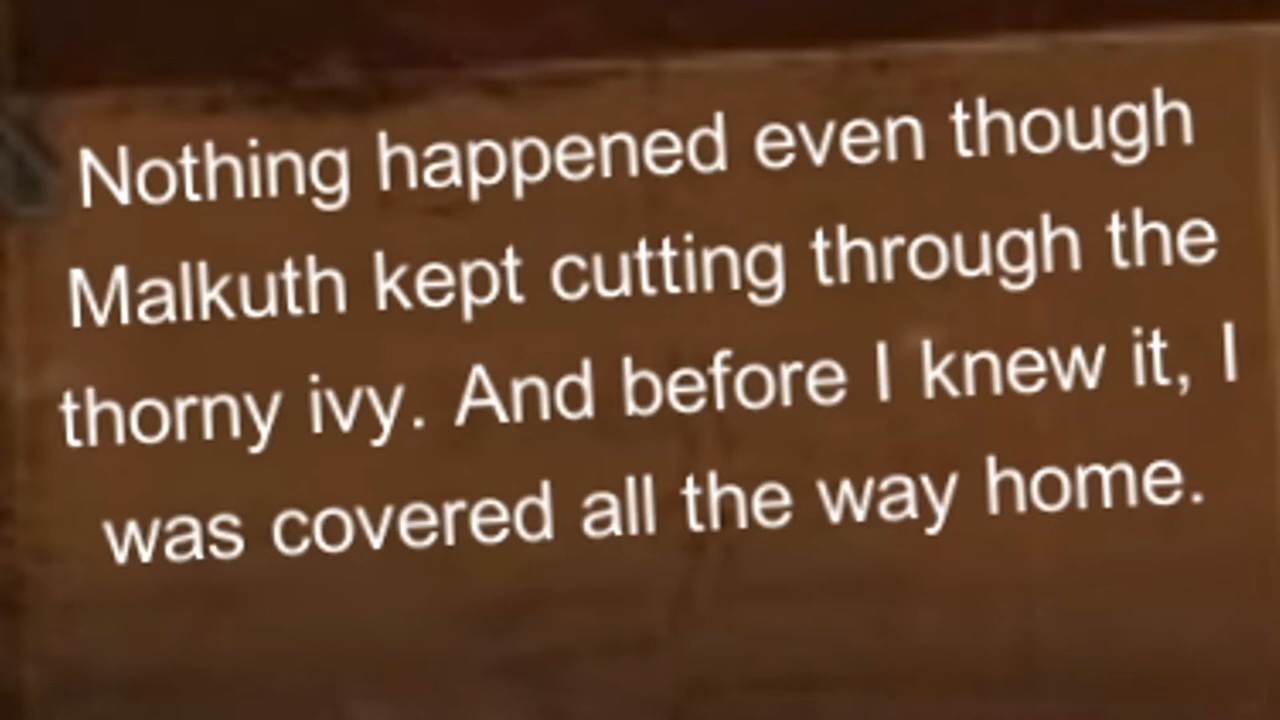 Nothing happened even though
Malkuth kept cutting through the
thorny ivy. And before I knew it, I
was covered all the way home.